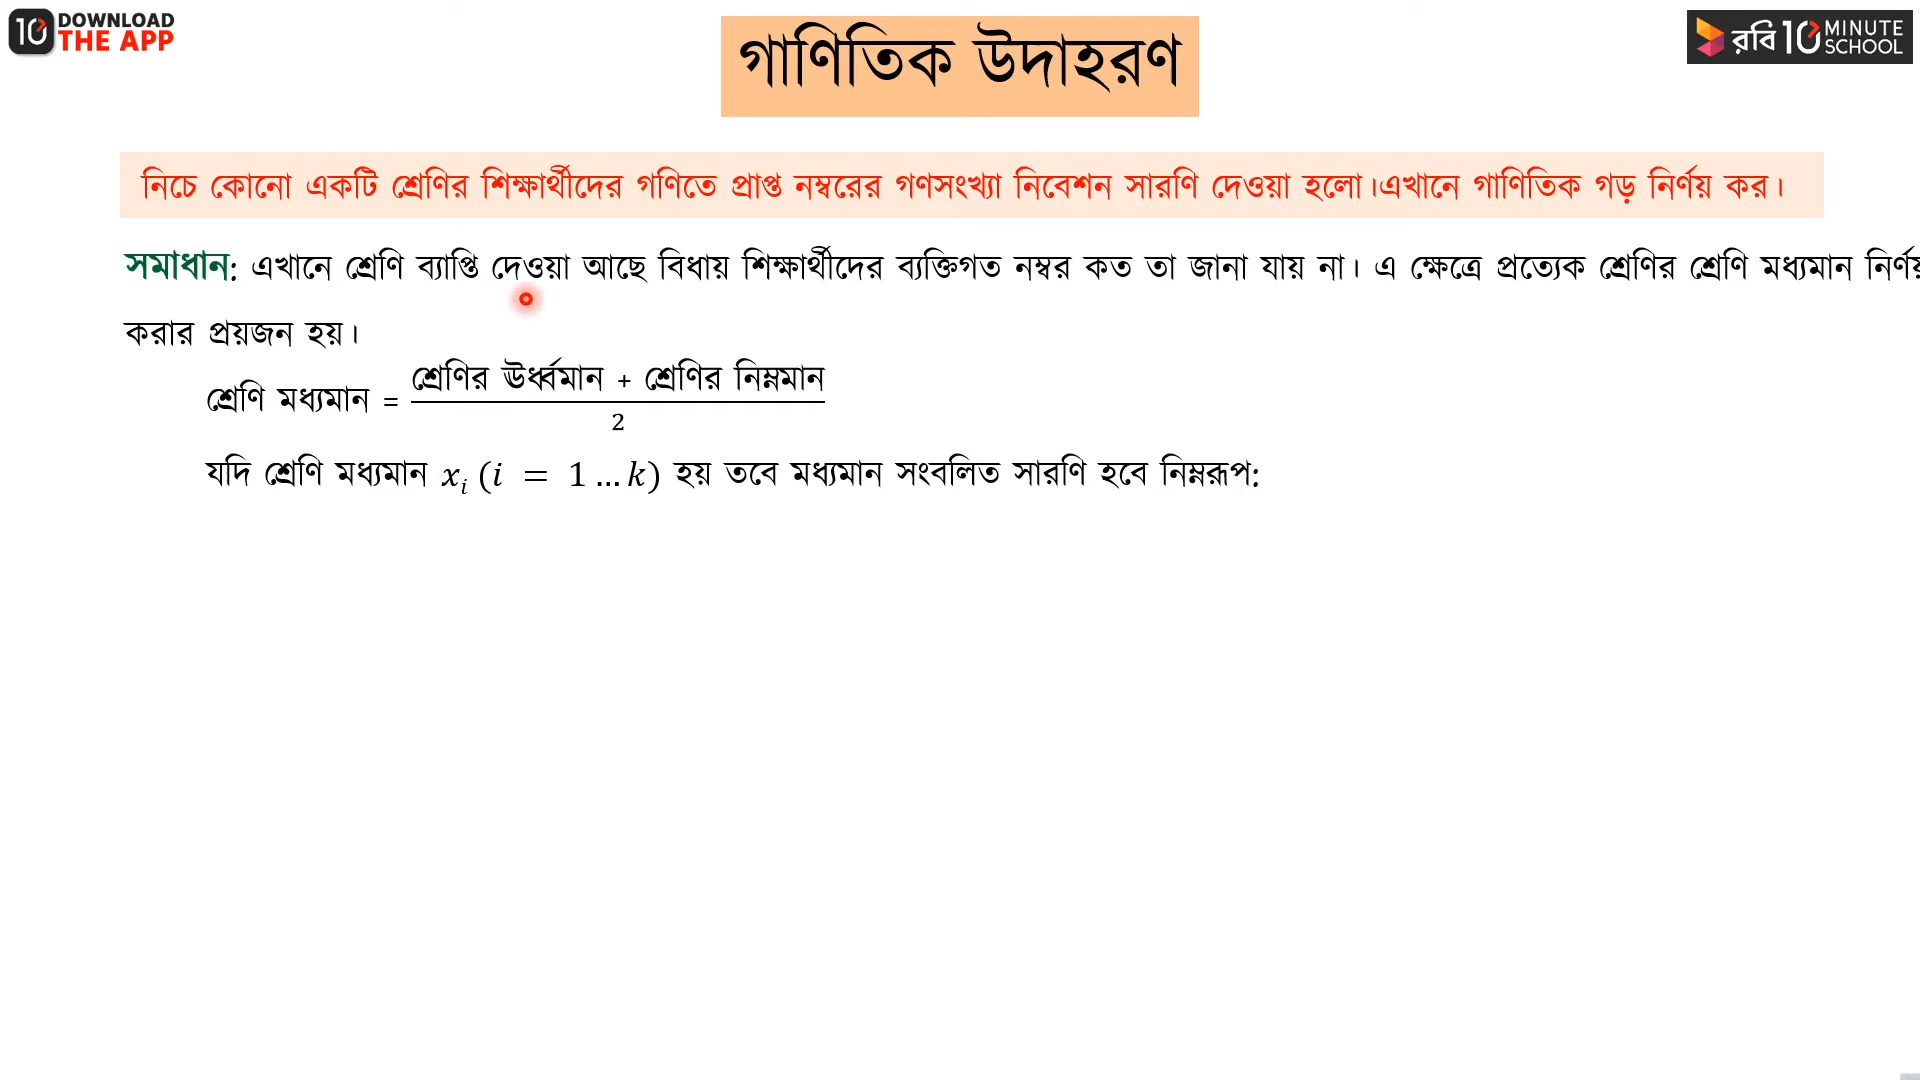 10 DOWNLOAD
THE APP
গাণিতিক উদাহরণ
রবি 10 MINUTE
SCHOOL
নিচে কোনো একটি শ্রেণির শিক্ষার্থীদের গণিতে প্রাপ্ত নম্বরের গণসংখ্যা নিবেশন সারণি দেওয়া হলো।এখানে গাণিতিক গড় নির্ণয় কর।
সমাধান: এখানে শ্রেণি ব্যাপ্তি দেওয়া আছে বিধায় শিক্ষার্থীদের ব্যক্তিগত নম্বর কত তা জানা যায় না। এ ক্ষেত্রে প্রত্যেক শ্রেণির শ্রেণি মধ্যমান নির্ণয়
করার প্রয়জন হয়।
শ্রেণির ঊর্ধ্বমান + শ্রেণির নিম্নমান
শ্রেণি মধ্যমান =
2
যদি শ্রেণি মধ্যমান xᵢ (i = 1 … k) হয় তবে মধ্যমান সংবলিত সারণি হবে নিম্নরূপ: